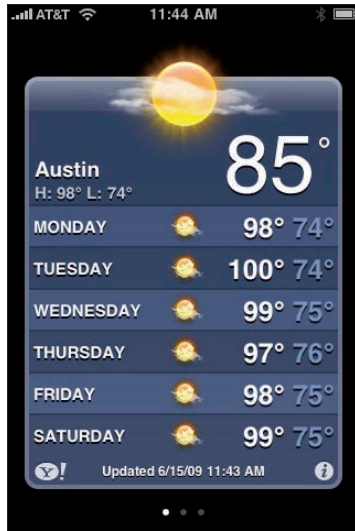 AT&T 11:44 AM
85°
Austin
H: 98° L: 74°
MONDAY 98° 74°
TUESDAY 100° 74°
WEDNESDAY 99° 75°
THURSDAY 97° 76°
FRIDAY 98° 75°
SATURDAY 99° 75°
Y! Updated 6/15/09 11:43 AM i